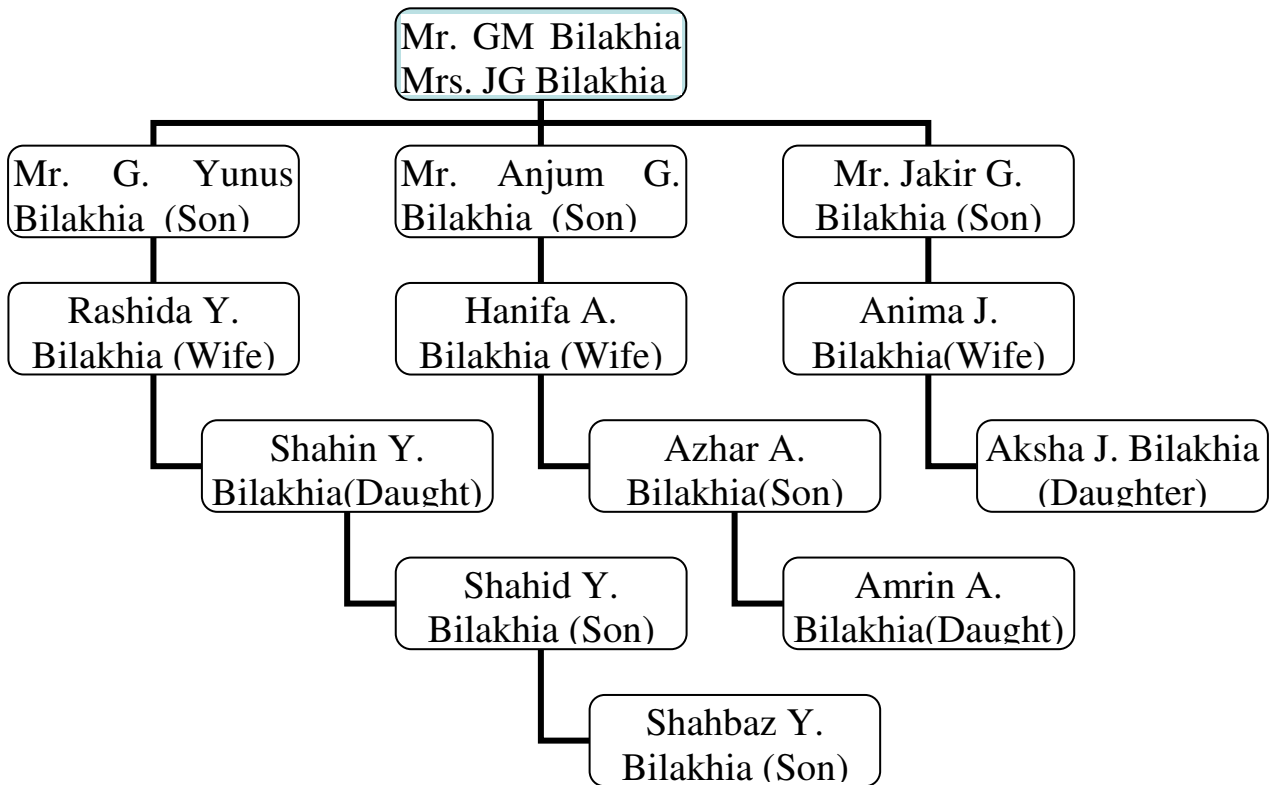 Mr. GM Bilakhia
Mrs. JG Bilakhia
Mr. G. Yunus
Bilakhia (Son)
Mr. Anjum G.
Bilakhia (Son)
Mr. Jakir G.
Bilakhia (Son)
Rashida Y.
Bilakhia (Wife)
Hanifa A.
Bilakhia (Wife)
Anima J.
Bilakhia(Wife)
Shahin Y.
Bilakhia(Daught)
Azhar A.
Bilakhia(Son)
Aksha J. Bilakhia
(Daughter)
Shahid Y.
Bilakhia (Son)
Amrin A.
Bilakhia(Daught)
Shahbaz Y.
Bilakhia (Son)